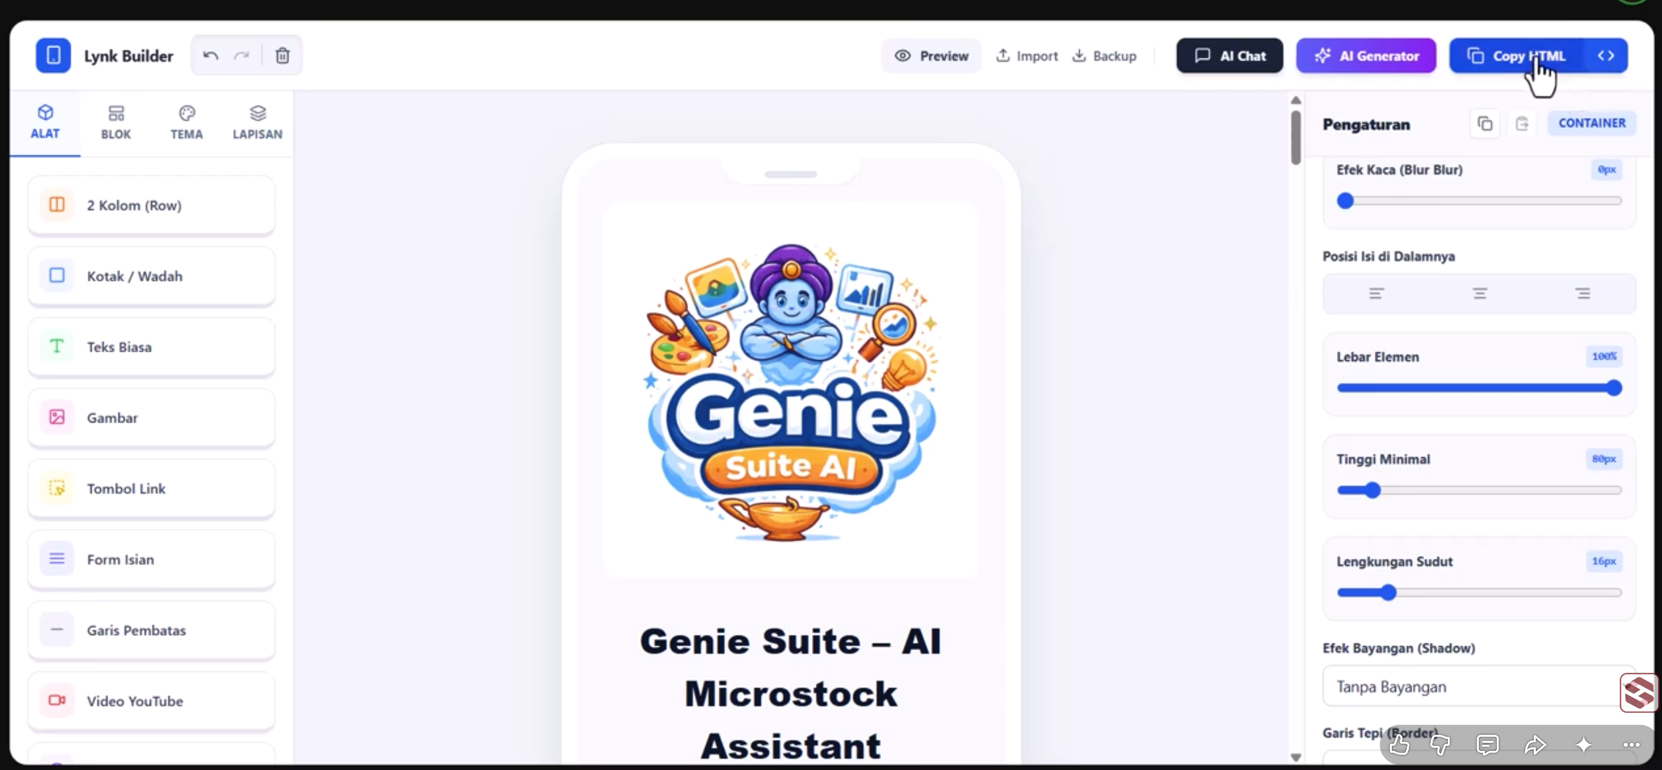 Lynk Builder
Preview
Import
Backup
AI Chat
AI Generator
Copy HTML
ALAT
BLOK
TEMA
LAPISAN
2 Kolom (Row)
Kotak / Wadah
Teks Biasa
Gambar
Tombol Link
Form Isian
Garis Pembatas
Video YouTube
Genie
Suite AI
Genie Suite – AI
Microstock
Assistant
Pengaturan
CONTAINER
Efek Kaca (Blur Blur)
0px
Posisi Isi di Dalamnya
Lebar Elemen
100%
Tinggi Minimal
80px
Lengkungan Sudut
16px
Efek Bayangan (Shadow)
Tanpa Bayangan
Garis Tepi (Border)